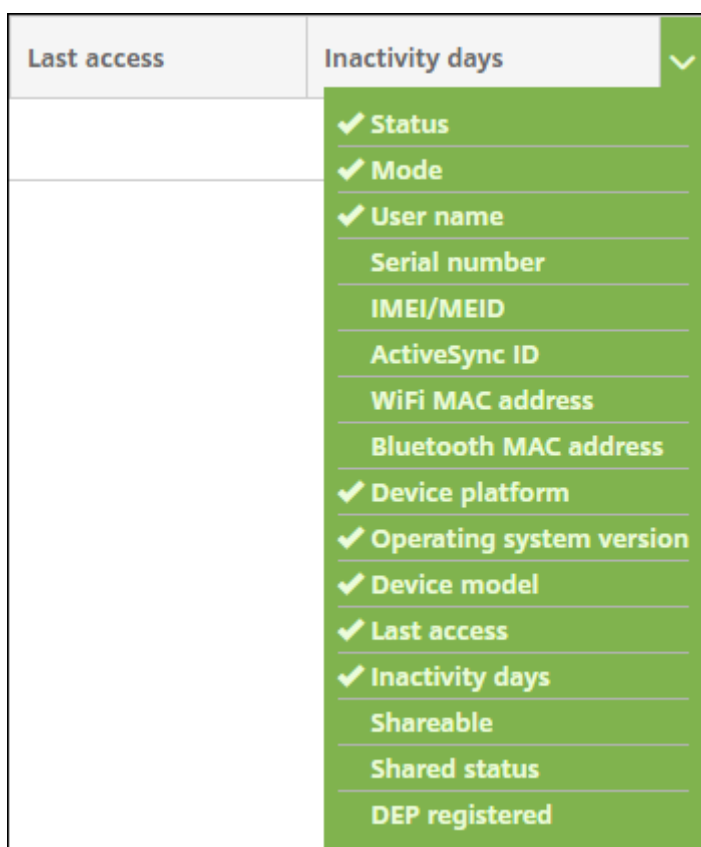 Last access Inactivity days
Status
Mode
User name
Serial number
IMEI/MEID
ActiveSync ID
WiFi MAC address
Bluetooth MAC address
Device platform
Operating system version
Device model
Last access
Inactivity days
Shareable
Shared status
DEP registered